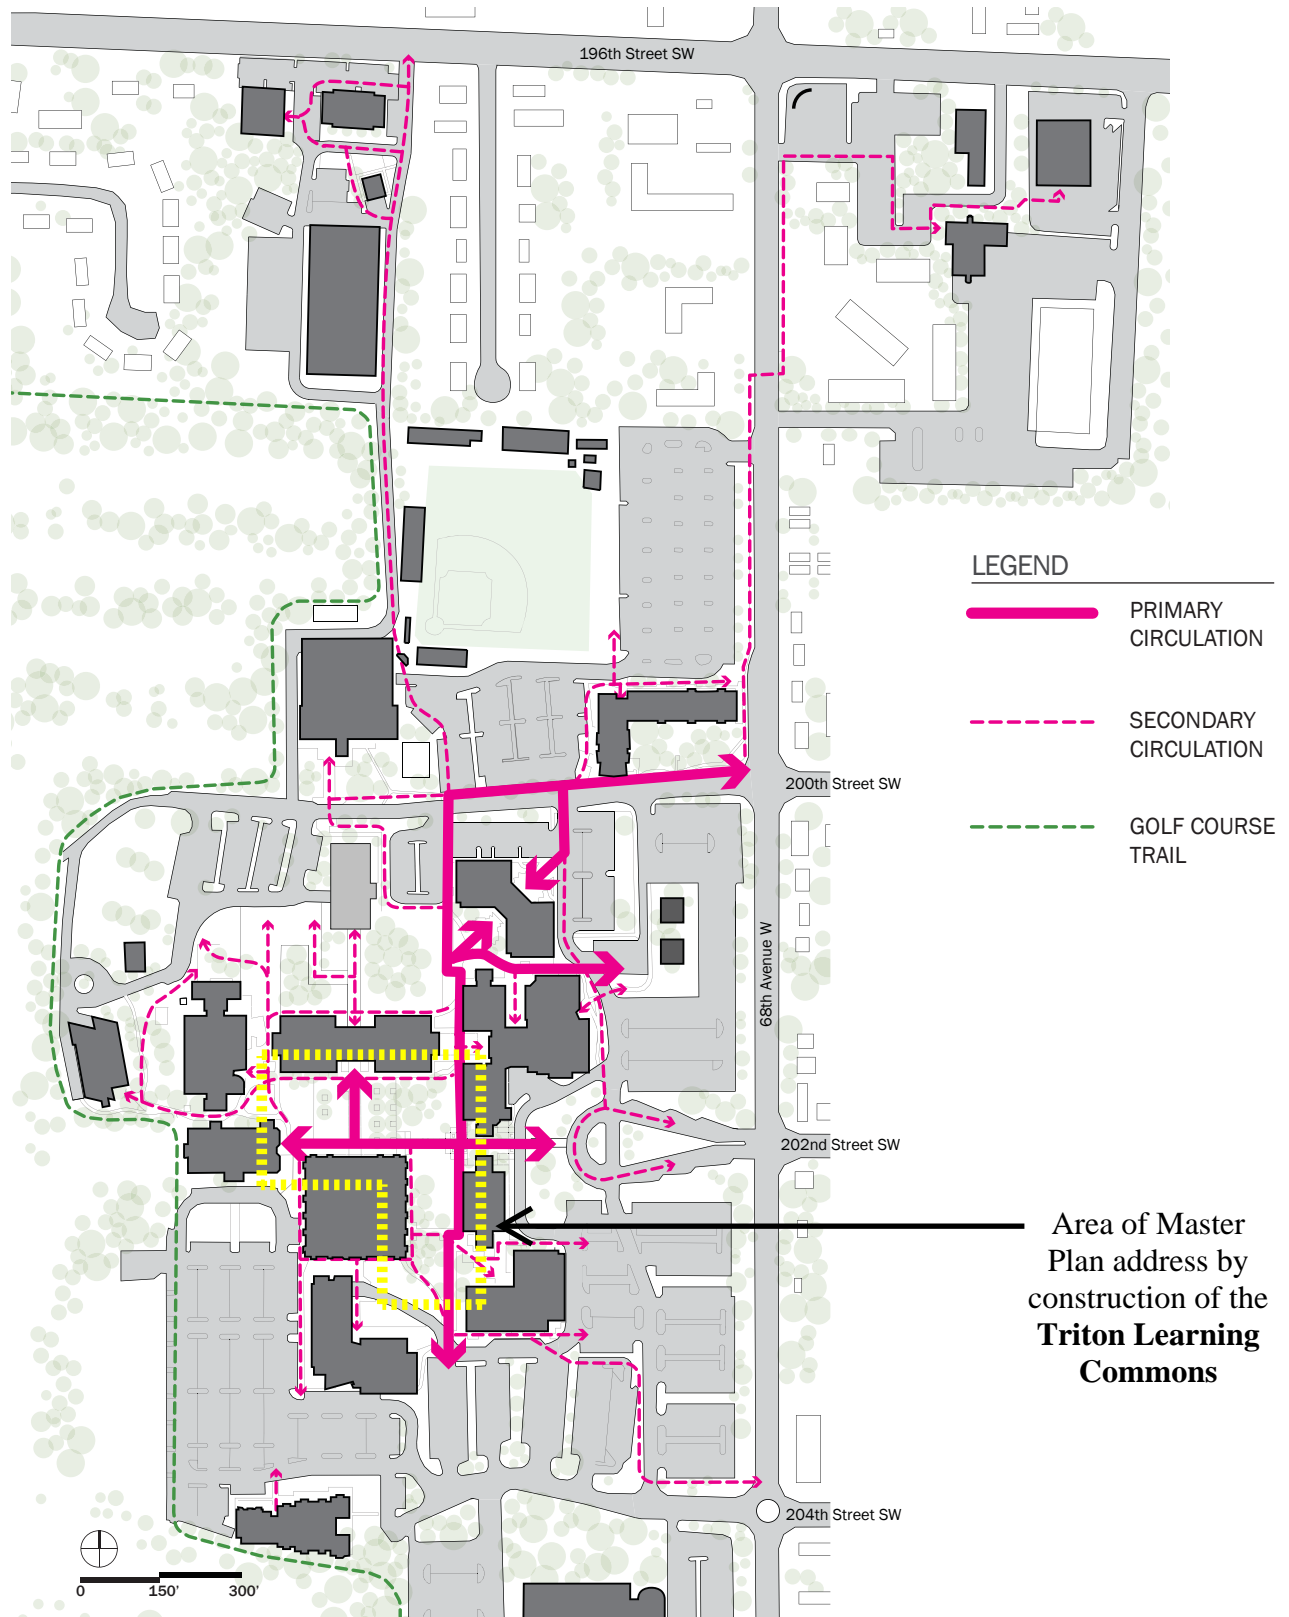 196th Street SW
LEGEND
PRIMARY
CIRCULATION
SECONDARY
CIRCULATION
200th Street SW
GOLF COURSE
TRAIL
68th Avenue W
202nd Street SW
Area of Master
Plan address by
construction of the
Triton Learning
Commons
204th Street SW
0 150' 300'